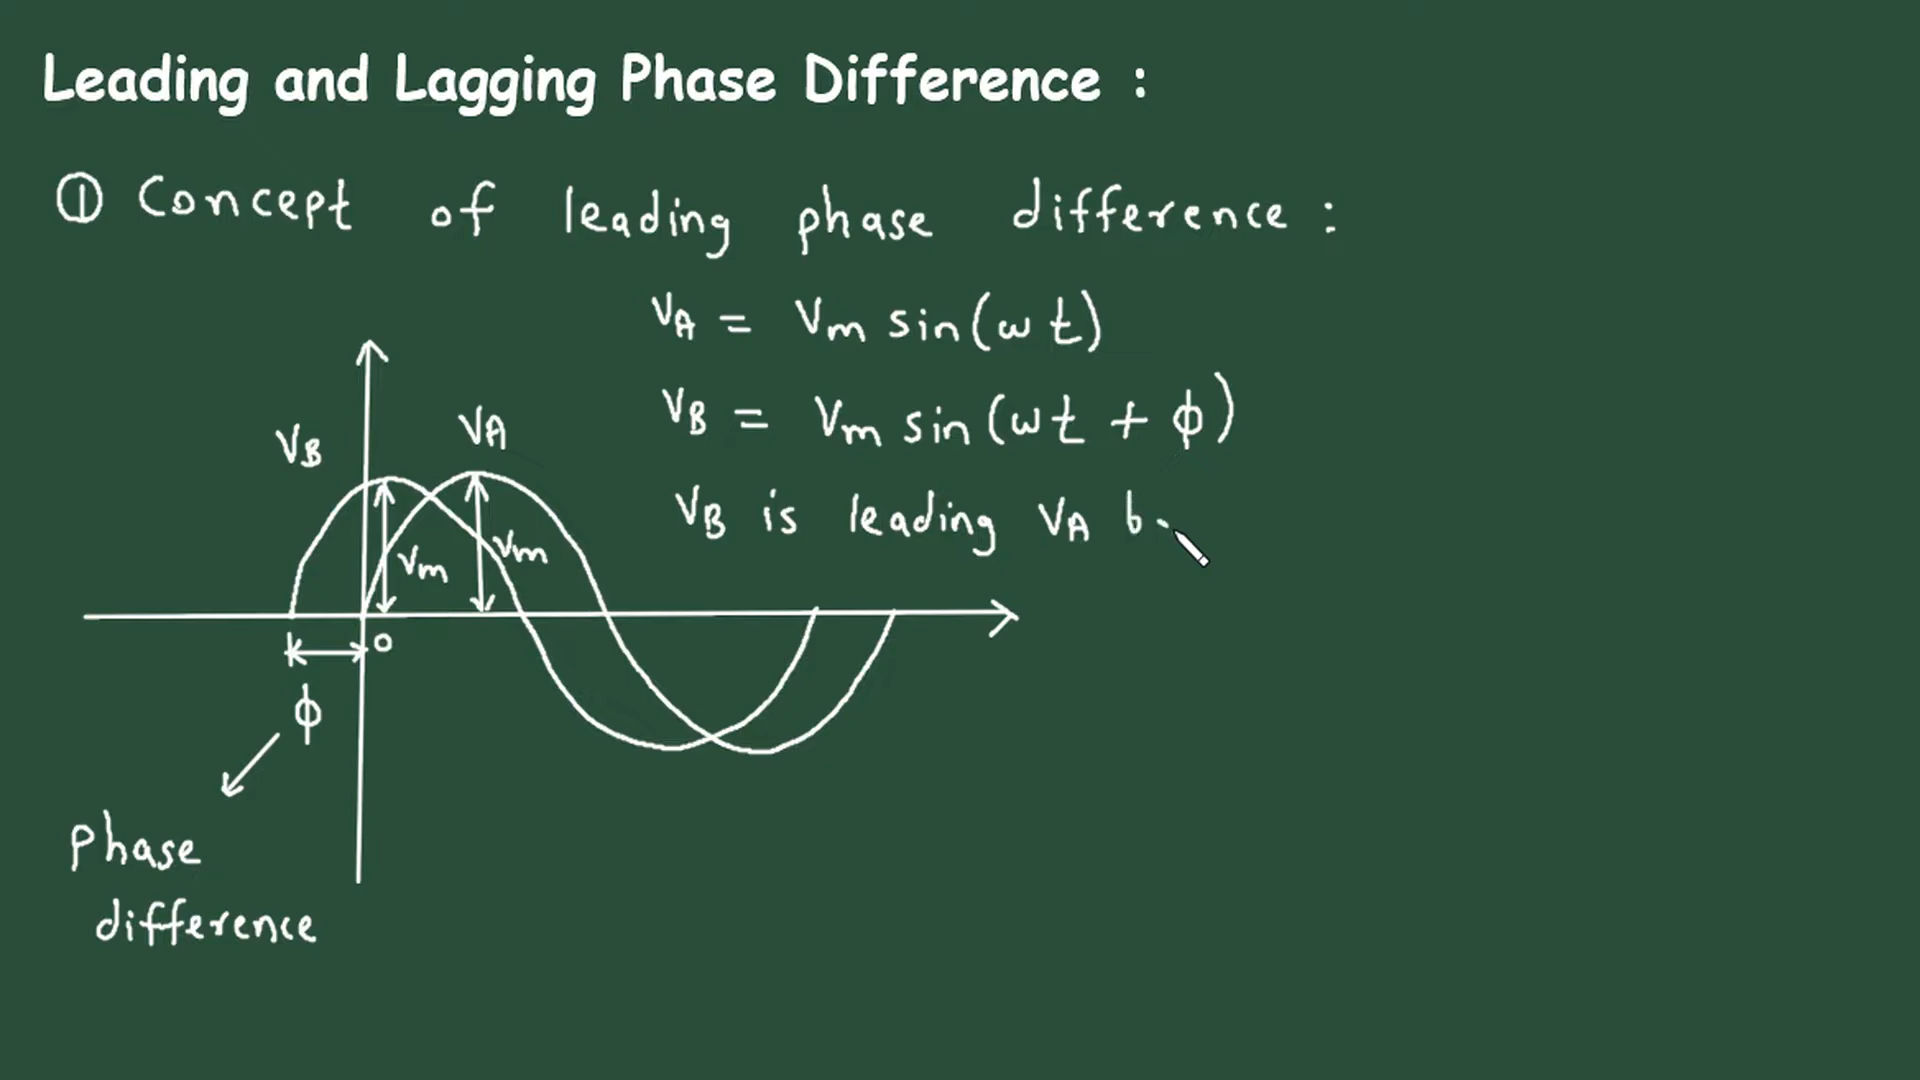 Leading and Lagging Phase Difference :
① Concept of leading phase difference :
VA = Vm sin(ωt)
VB = Vm sin(ωt + ϕ)
VB is leading VA b
VB VA
Vm Vm
0
ϕ
Phase
difference